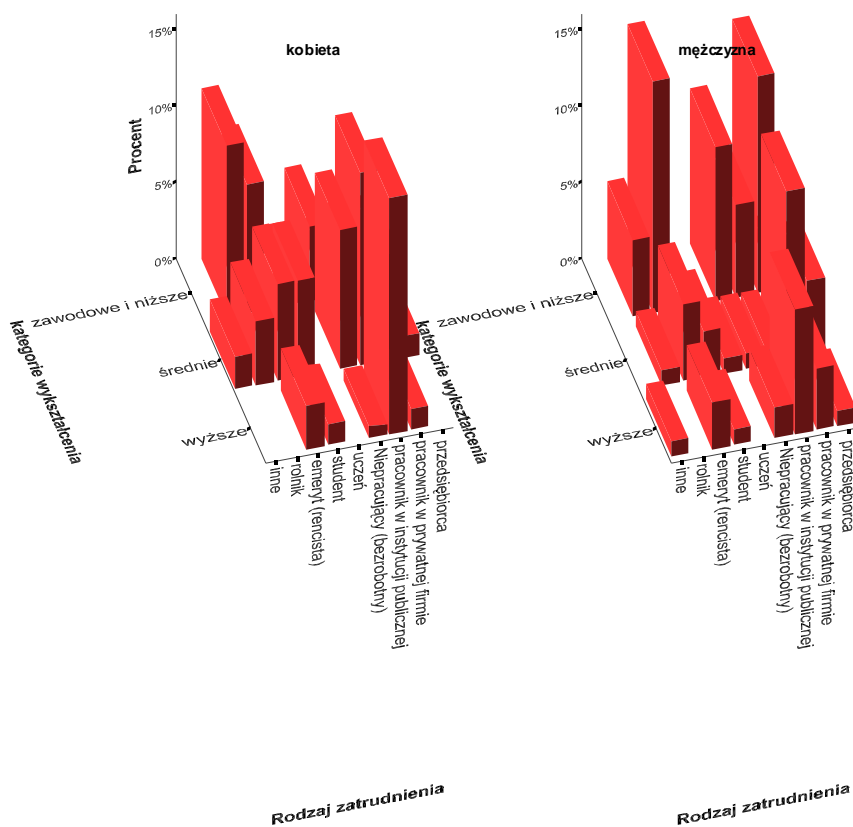 kobieta
15%
10%
5%
0%
Procent
zawodowe i niższe
średnie
wyższe
kategorie wykształcenia
inne
rolnik
emeryt (rencista)
student
uczeń
Niepracujący (bezrobotny)
pracownik w instytucji publicznej
pracownik w prywatnej firmie
przedsiębiorca
Rodzaj zatrudnienia
mężczyzna
15%
10%
5%
0%
zawodowe i niższe
średnie
wyższe
kategorie wykształcenia
inne
rolnik
emeryt (rencista)
student
uczeń
Niepracujący (bezrobotny)
pracownik w instytucji publicznej
pracownik w prywatnej firmie
przedsiębiorca
Rodzaj zatrudnienia